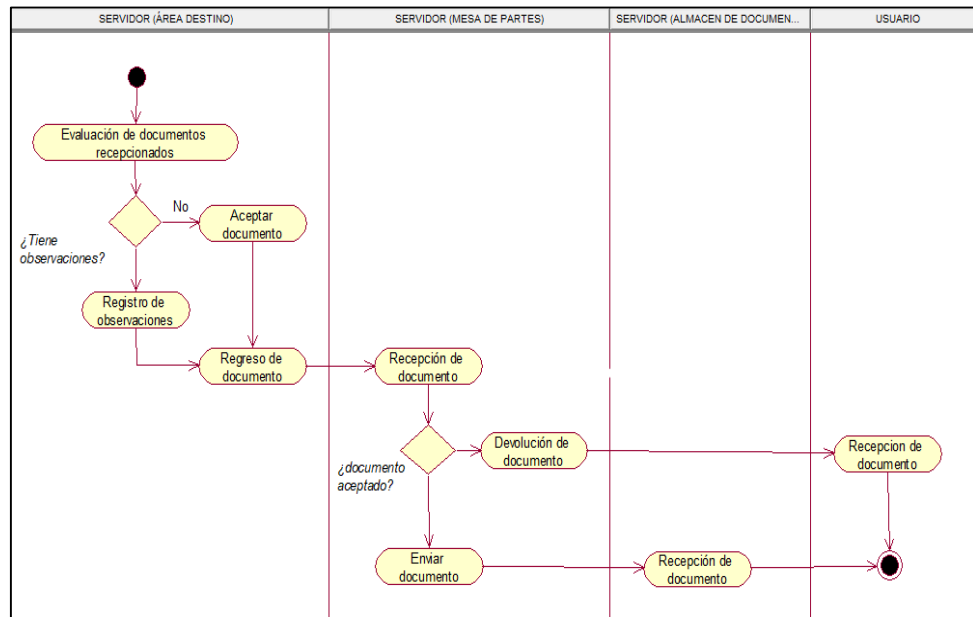 SERVIDOR (ÁREA DESTINO)
SERVIDOR (MESA DE PARTES)
SERVIDOR (ALMACEN DE DOCUMEN...
USUARIO
Evaluación de documentos
recepcionados
No
Aceptar
documento
¿Tiene
observaciones?
Registro de
observaciones
Regreso de
documento
Recepción de
documento
Devolución de
documento
Recepcion de
documento
¿documento
aceptado?
Enviar
documento
Recepción de
documento